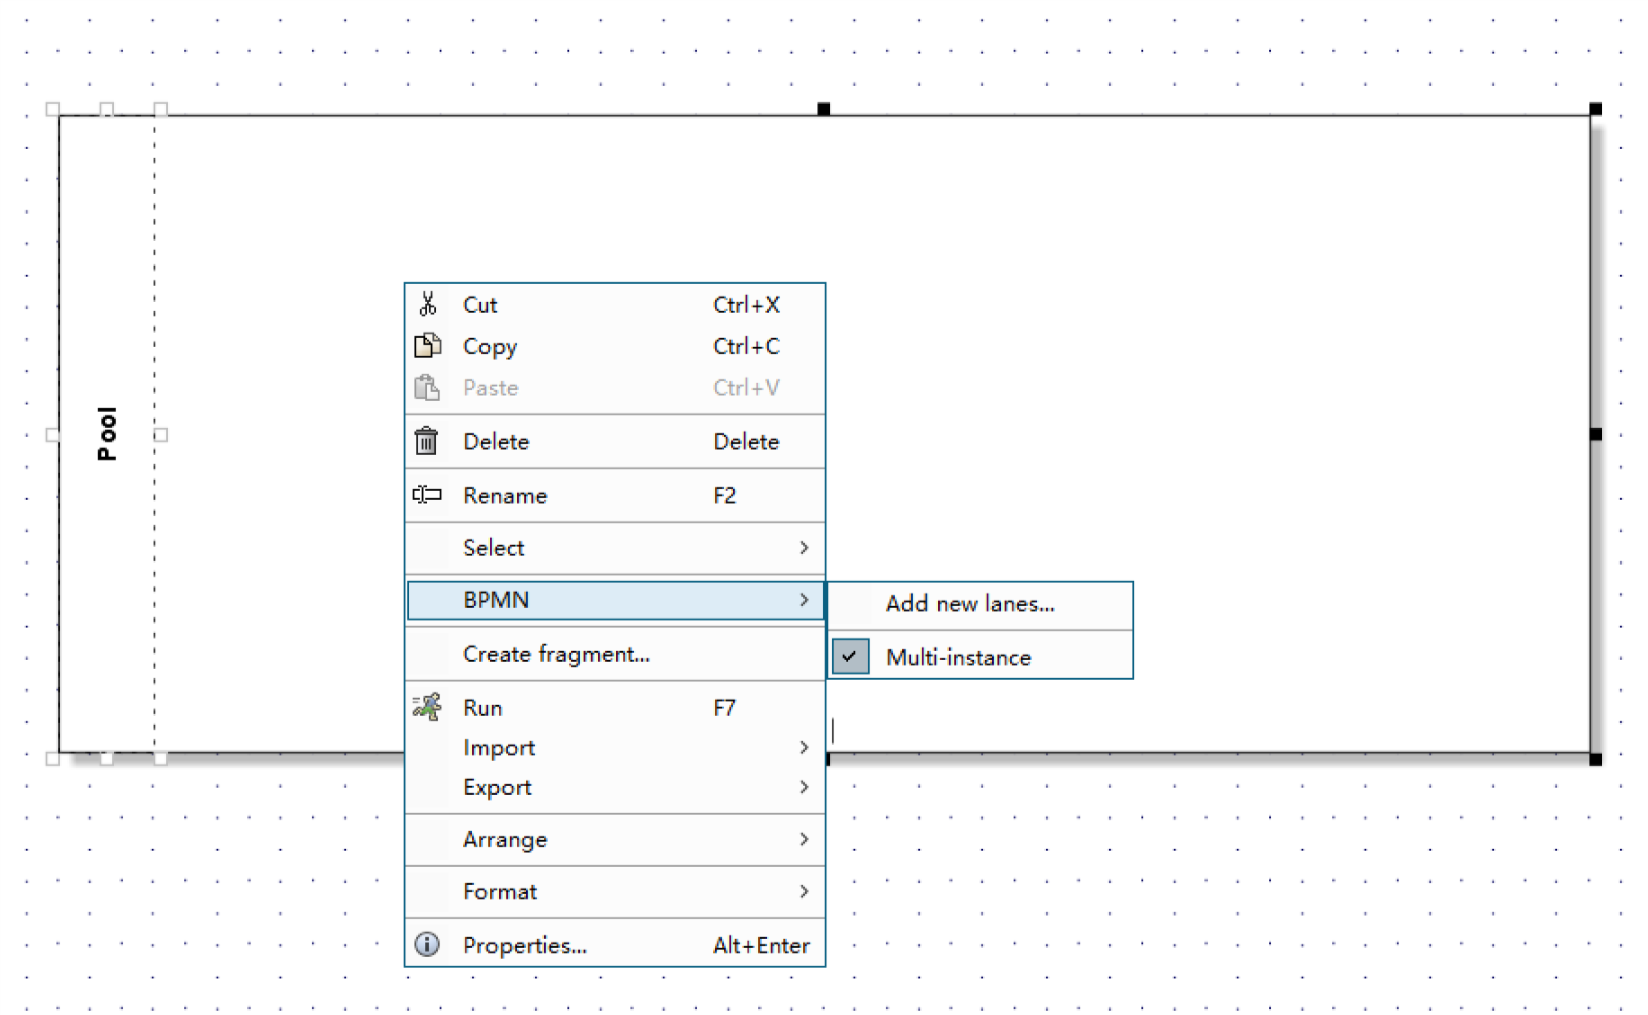 Pool
Cut Ctrl+X
Copy Ctrl+C
Paste Ctrl+V
Delete Delete
Rename F2
Select
BPMN
Add new lanes...
Create fragment...
Multi-instance
Run F7
Import
Export
Arrange
Format
Properties... Alt+Enter